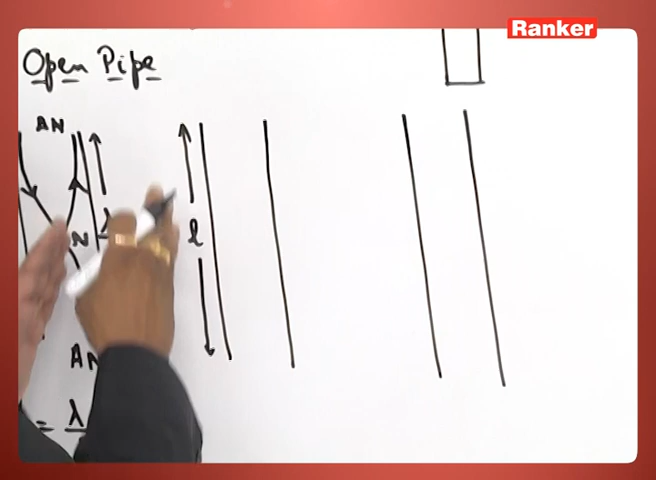 Ranker
Open Pipe
AN
l
N
AN
= λ